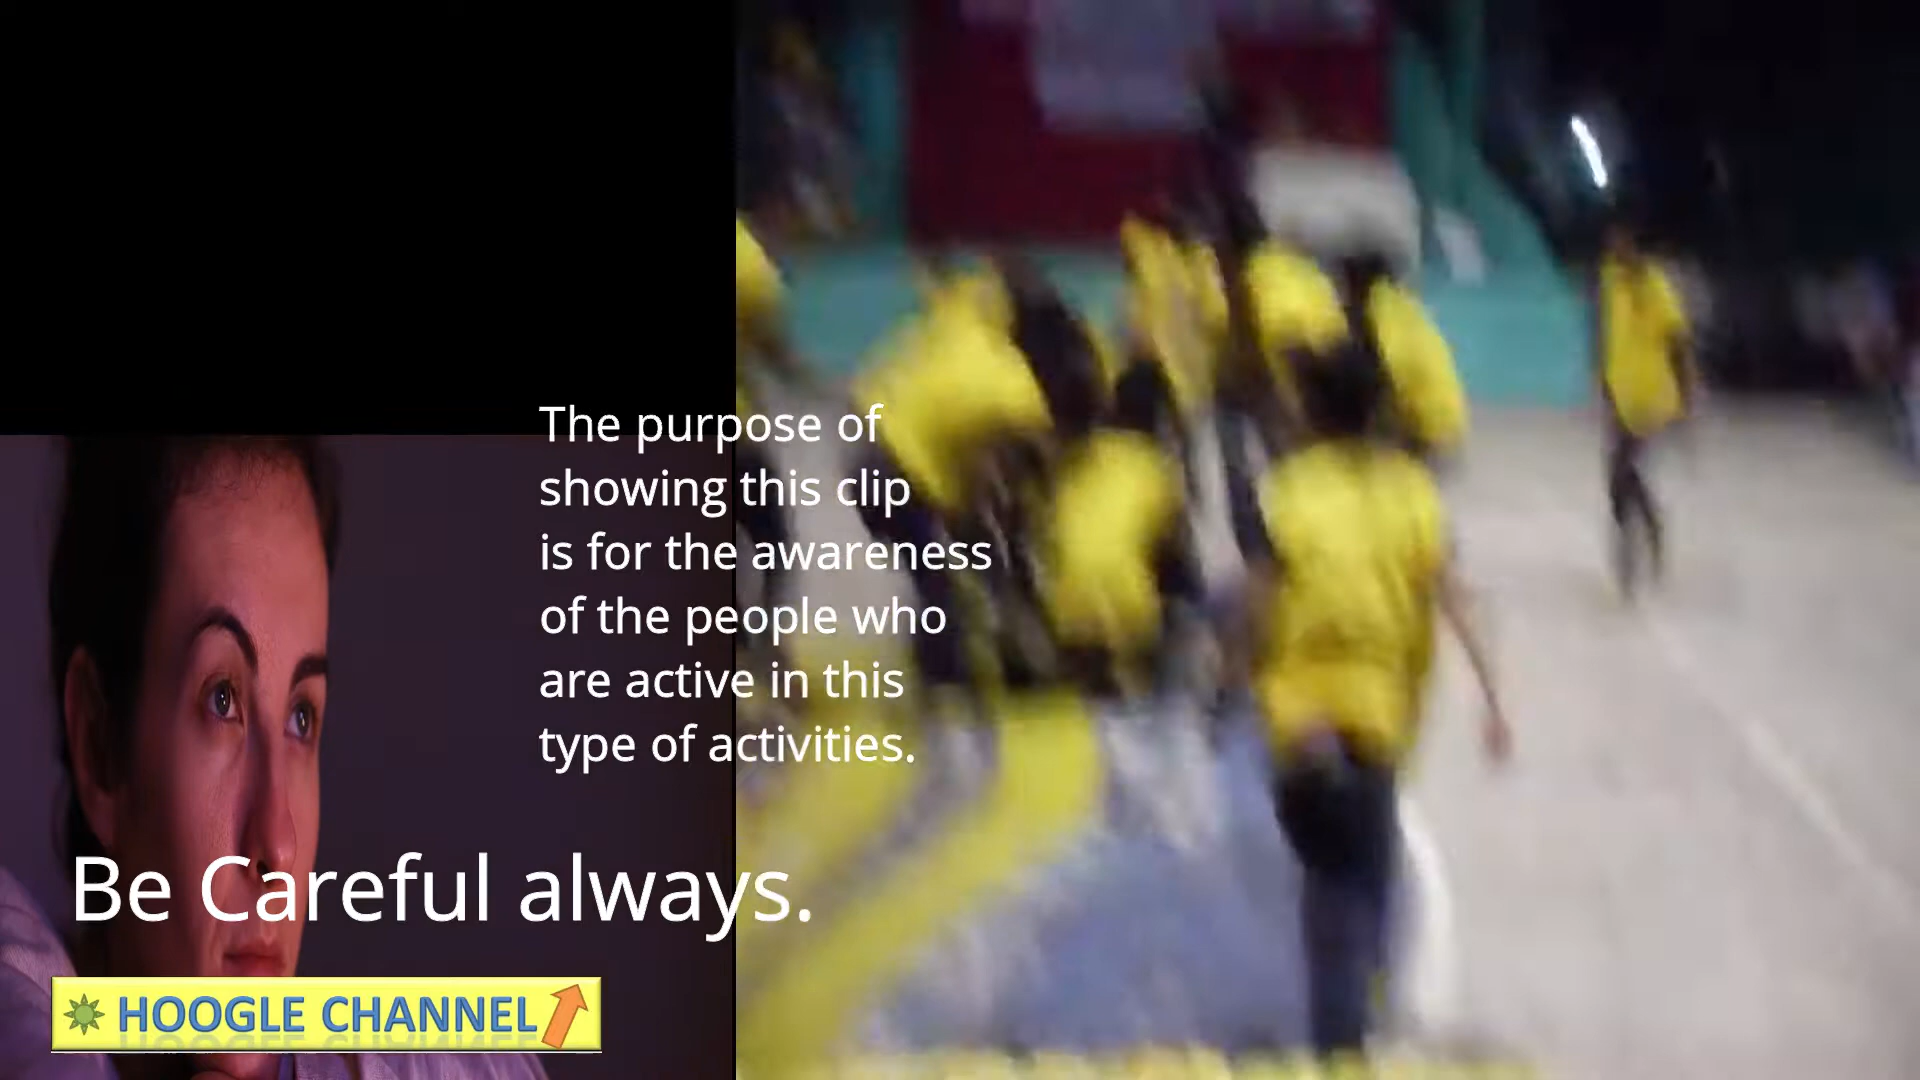 The purpose of
showing this clip
is for the awareness
of the people who
are active in this
type of activities.
Be Careful always.
HOOGLE CHANNEL